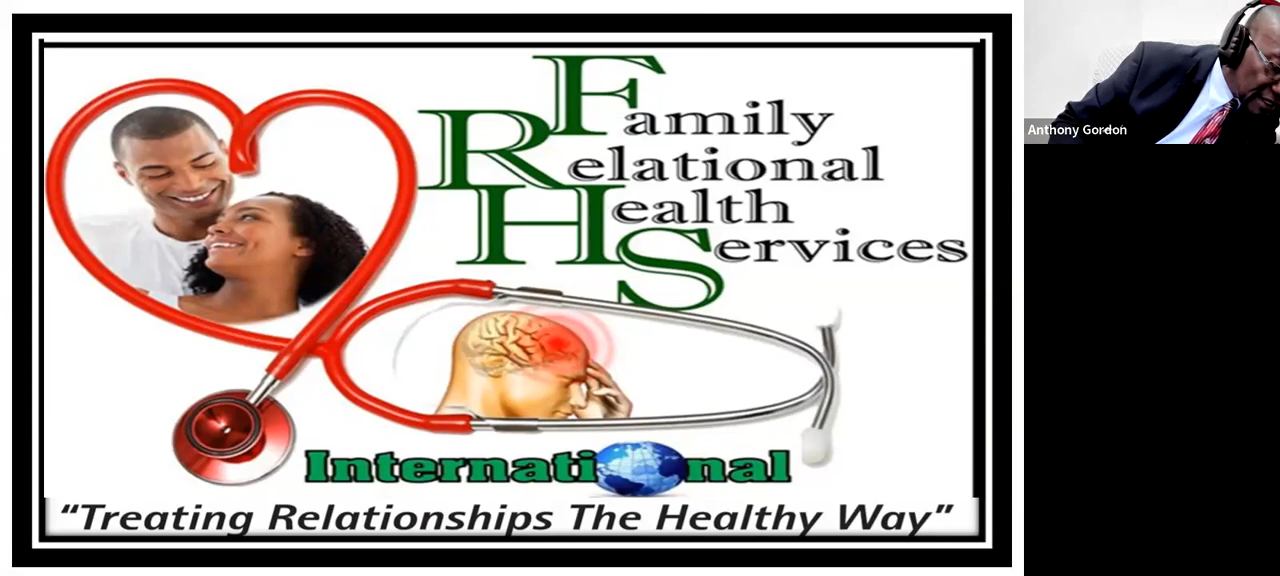 Family
Relational
Health
Services
International
“Treating Relationships The Healthy Way”
Anthony Gordon